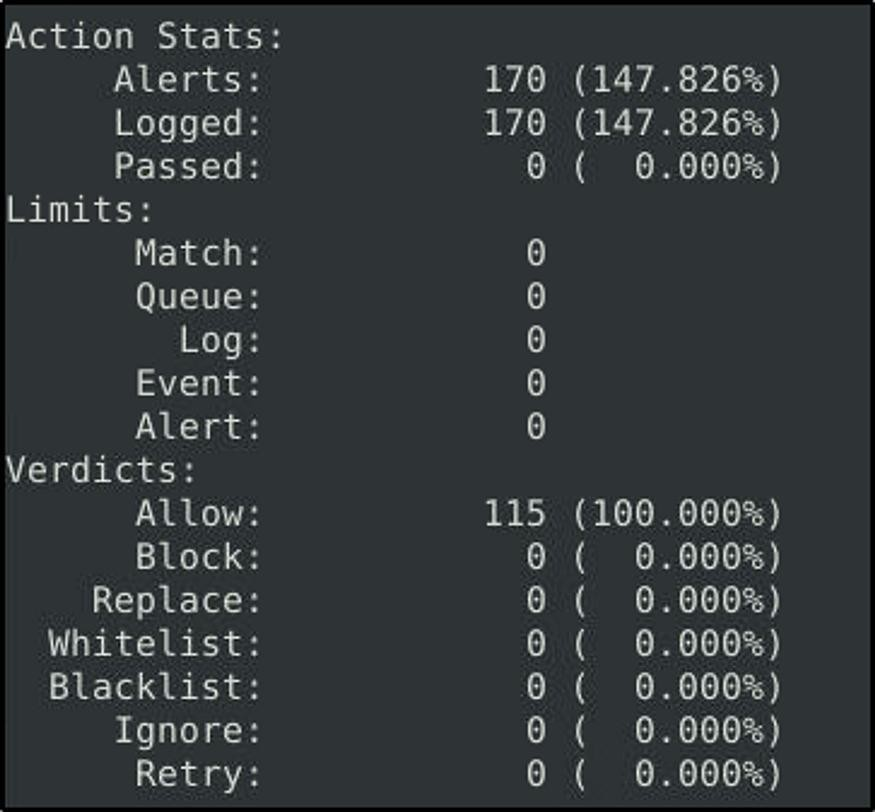 Action Stats:
     Alerts:          170 (147.826%)
     Logged:          170 (147.826%)
     Passed:            0 (  0.000%)
Limits:
      Match:            0
      Queue:            0
        Log:            0
      Event:            0
      Alert:            0
Verdicts:
      Allow:          115 (100.000%)
      Block:            0 (  0.000%)
    Replace:            0 (  0.000%)
  Whitelist:            0 (  0.000%)
  Blacklist:            0 (  0.000%)
     Ignore:            0 (  0.000%)
      Retry:            0 (  0.000%)